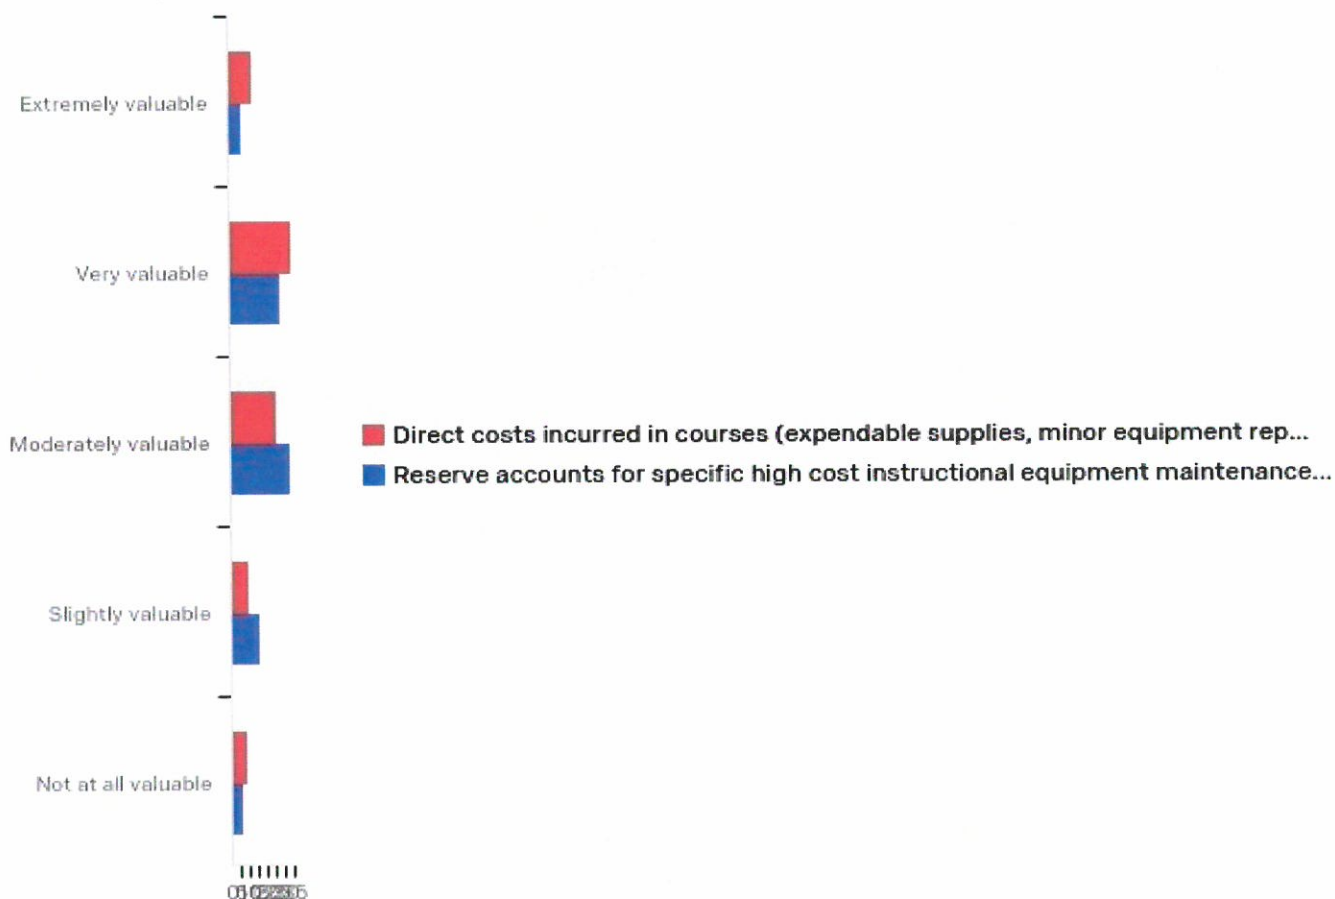 Extremely valuable
Very valuable
Moderately valuable
Direct costs incurred in courses (expendable supplies, minor equipment rep...
Reserve accounts for specific high cost instructional equipment maintenance...
Slightly valuable
Not at all valuable